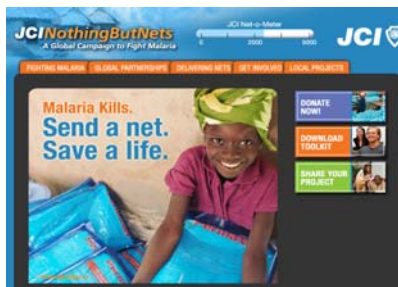 JCI Net-o-Meter
JCINothingButNets
A Global Campaign to Fight Malaria
0 2500 5000
JCI
FIGHTING MALARIA GLOBAL PARTNERSHIPS DELIVERING NETS GET INVOLVED LOCAL PROJECTS
Malaria Kills.
Send a net.
Save a life.
DONATE
NOW!
DOWNLOAD
TOOLKIT
SHARE YOUR
PROJECT